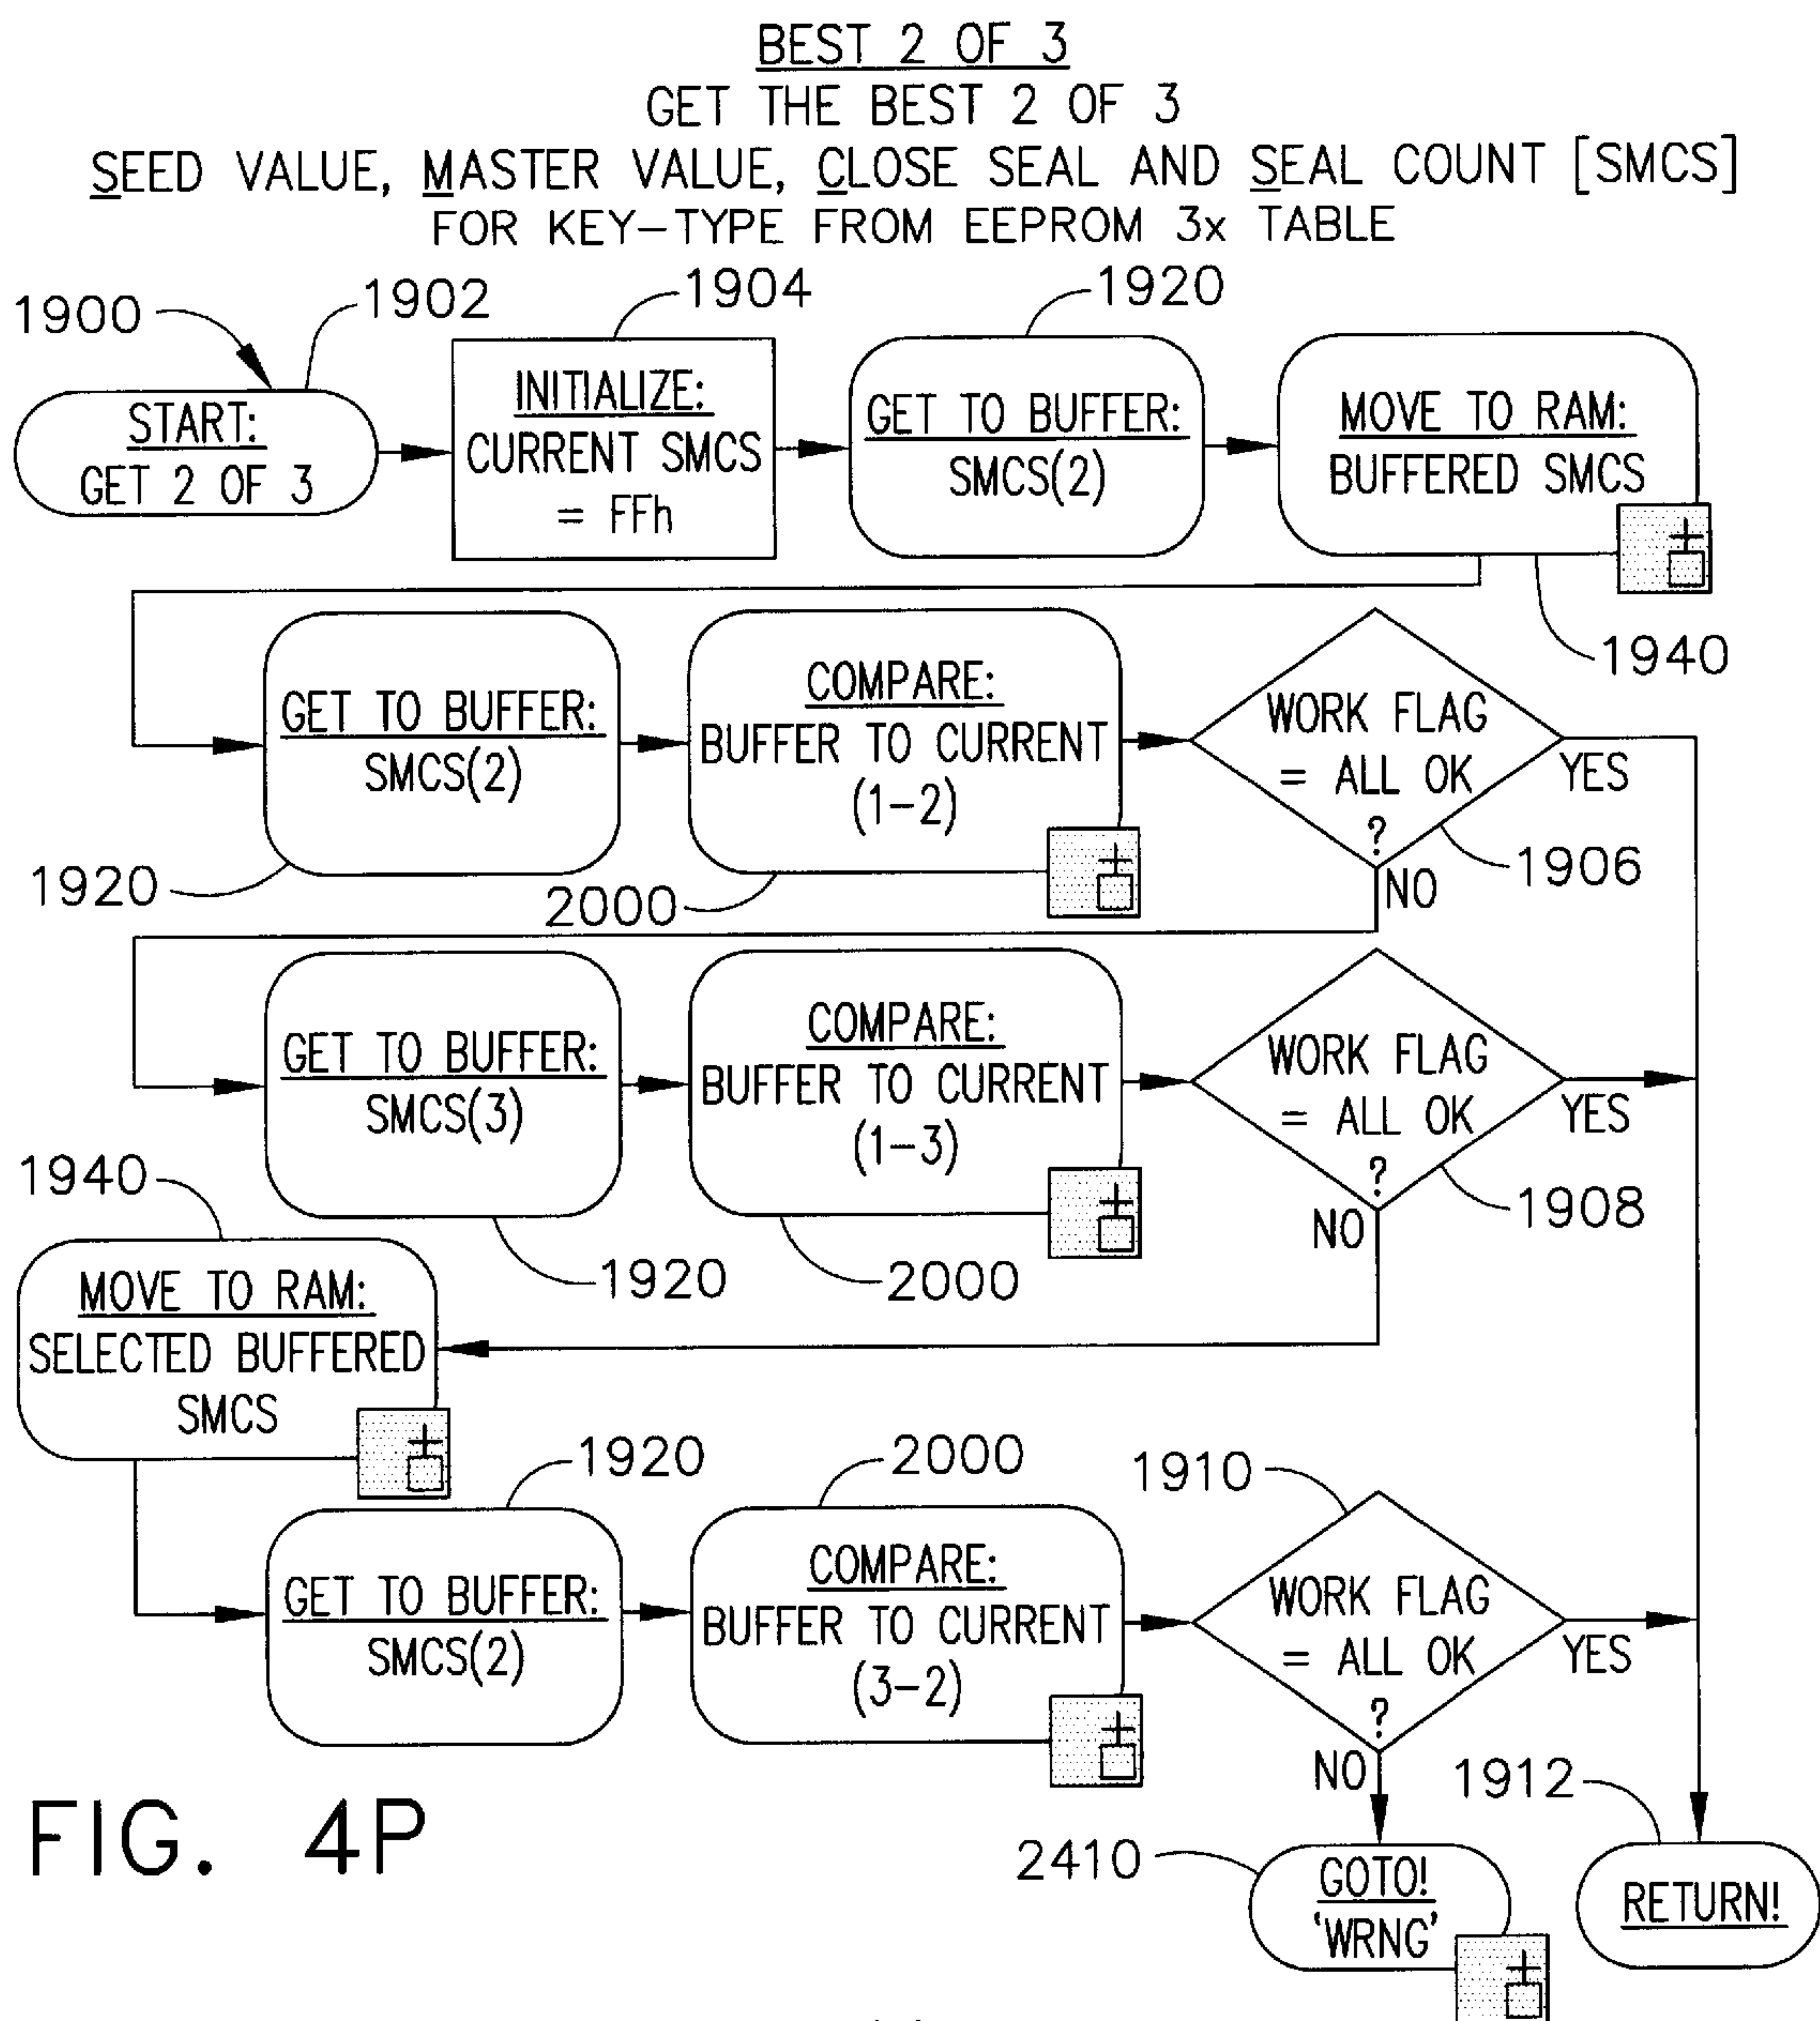 BEST 2 OF 3
GET THE BEST 2 OF 3
SEED VALUE, MASTER VALUE, CLOSE SEAL AND SEAL COUNT [SMCS]
FOR KEY-TYPE FROM EEPROM 3x TABLE
1900
1902
1904
1920
START:
GET 2 OF 3
INITIALIZE:
CURRENT SMCS
= FFh
GET TO BUFFER:
SMCS(2)
MOVE TO RAM:
BUFFERED SMCS
1940
GET TO BUFFER:
SMCS(2)
1920
COMPARE:
BUFFER TO CURRENT
(1-2)
2000
WORK FLAG
= ALL OK
?
YES
NO
1906
GET TO BUFFER:
SMCS(3)
1920
COMPARE:
BUFFER TO CURRENT
(1-3)
2000
WORK FLAG
= ALL OK
?
YES
NO
1908
1940
MOVE TO RAM:
SELECTED BUFFERED
SMCS
1920
GET TO BUFFER:
SMCS(2)
2000
COMPARE:
BUFFER TO CURRENT
(3-2)
1910
WORK FLAG
= ALL OK
?
YES
NO
2410
GOTO!
'WRNG'
1912
RETURN!
FIG. 4P